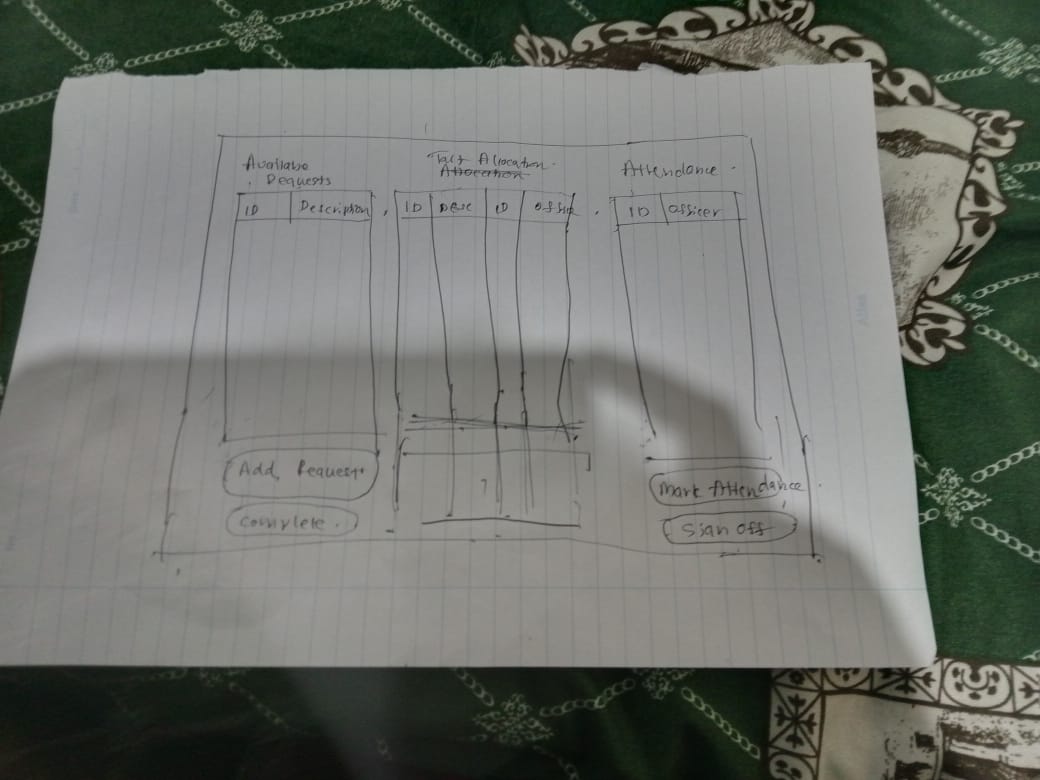 Available
Requests
ID
Description
Add Request
Complete
Task Allocation
Allocation
ID
Desc
ID
Office
Attendance
ID
Officer
Mark Attendance
Sign off